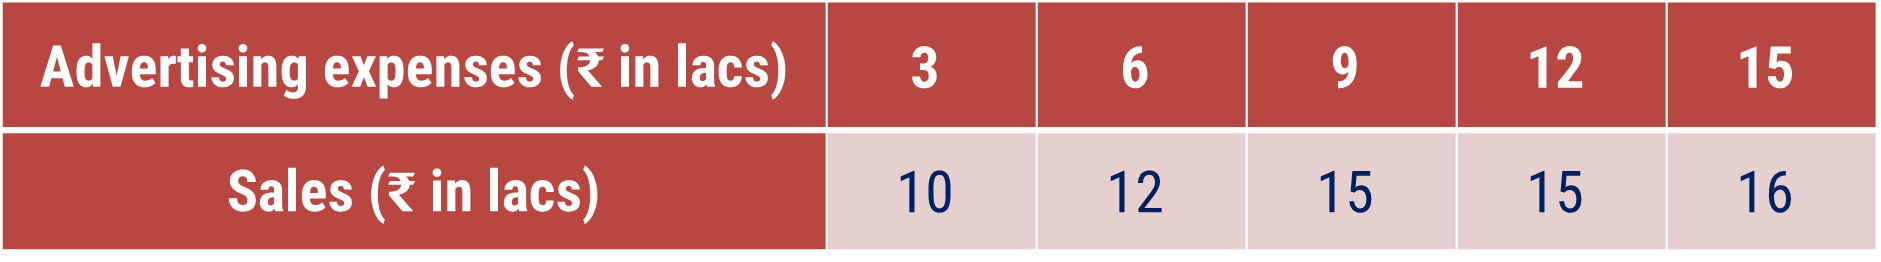 Advertising expenses (₹ in lacs) 3 6 9 12 15
Sales (₹ in lacs) 10 12 15 15 16